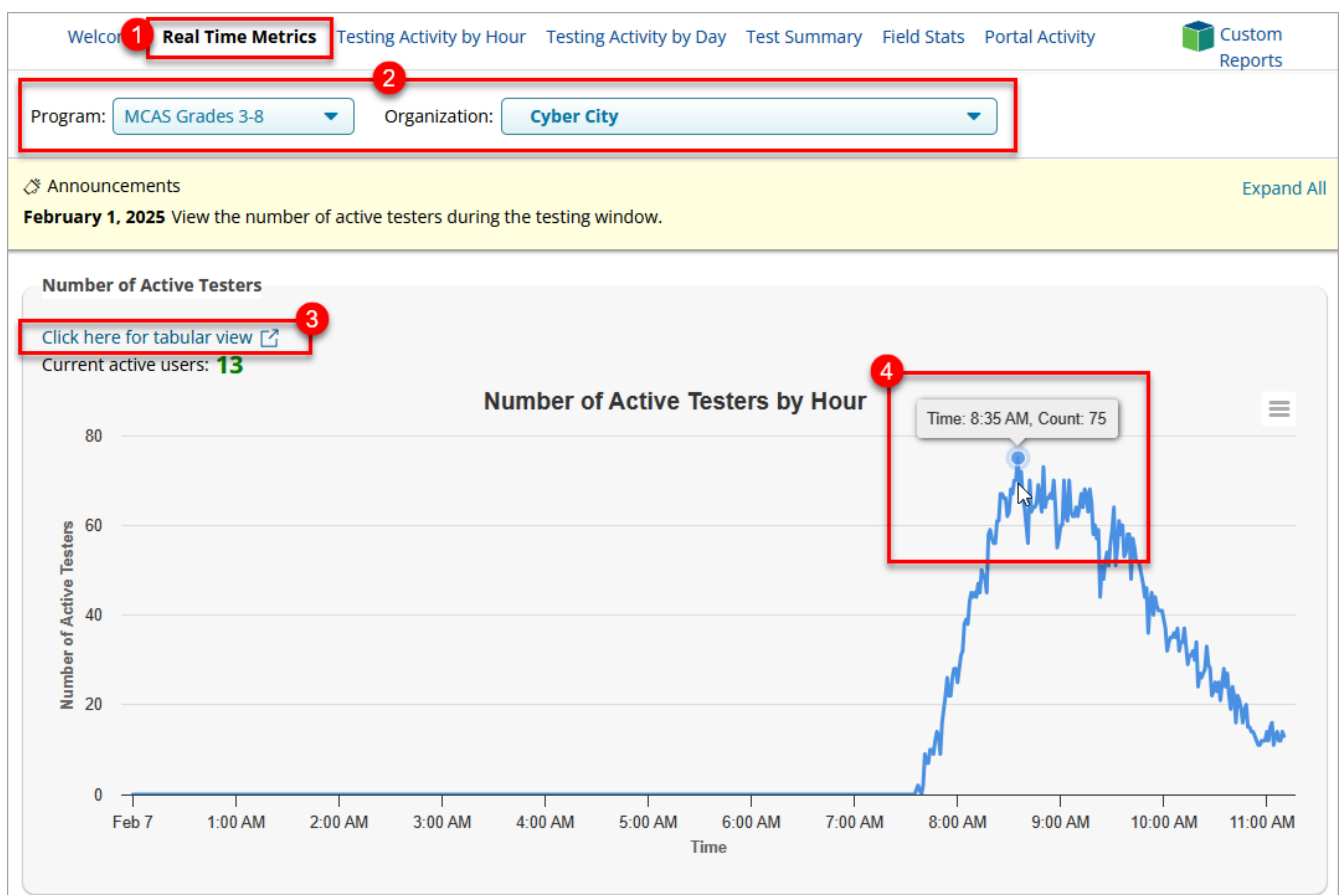 Welcom 1 Real Time Metrics Testing Activity by Hour Testing Activity by Day Test Summary Field Stats Portal Activity Custom Reports
2
Program: MCAS Grades 3-8 Organization: Cyber City
Announcements Expand All
February 1, 2025 View the number of active testers during the testing window.
Number of Active Testers
3
Click here for tabular view
Current active users: 13
4
Number of Active Testers by Hour
Time: 8:35 AM, Count: 75
80
60
40
20
0
Number of Active Testers
Feb 7 1:00 AM 2:00 AM 3:00 AM 4:00 AM 5:00 AM 6:00 AM 7:00 AM 8:00 AM 9:00 AM 10:00 AM 11:00 AM
Time